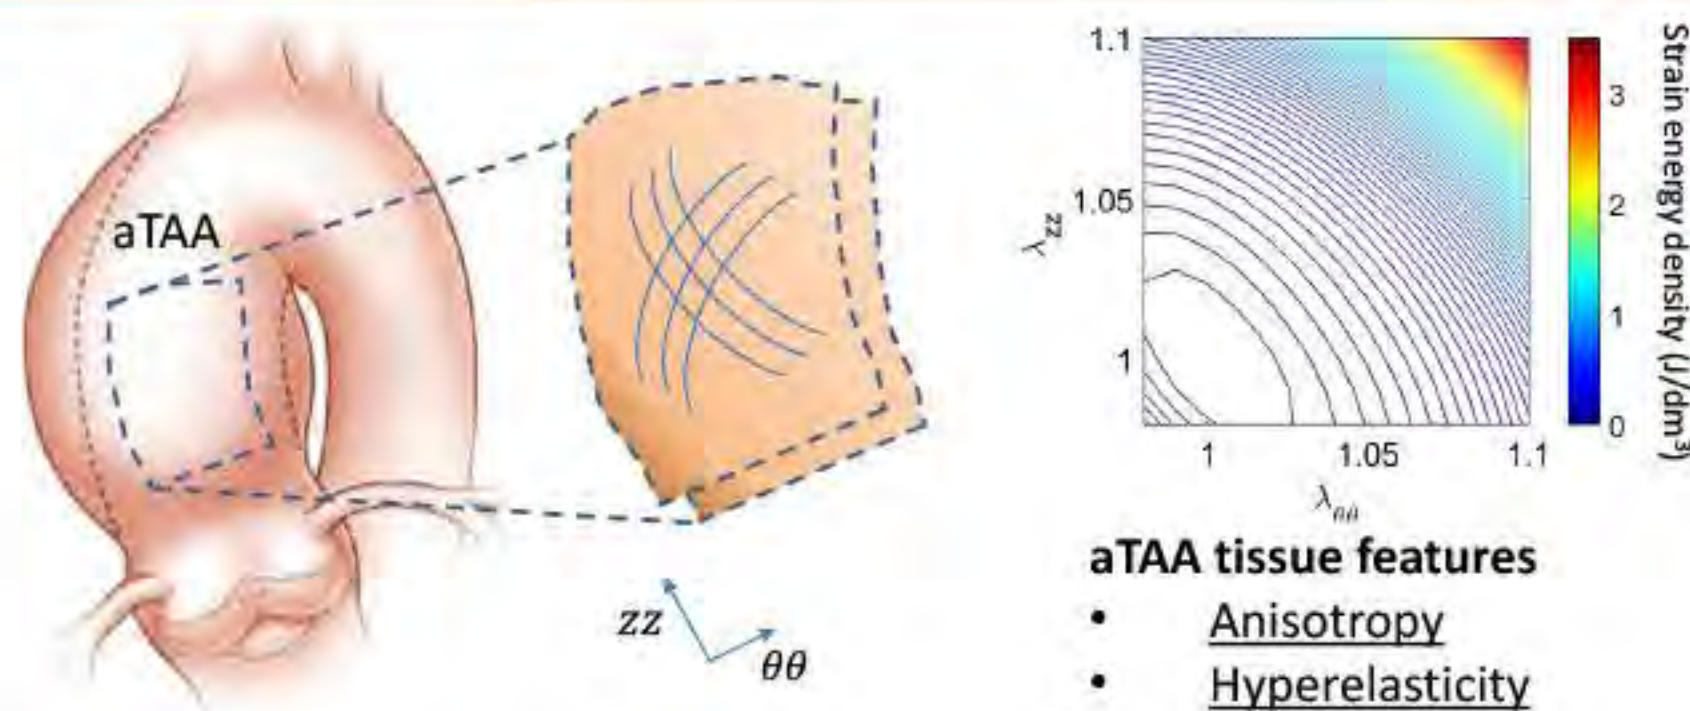 aTAA
zz
θθ
1.1
1.05
1
λzz
1
1.05
1.1
λθθ
3
2
1
0
Strain energy density (J/dm³)
aTAA tissue features
• Anisotropy
• Hyperelasticity